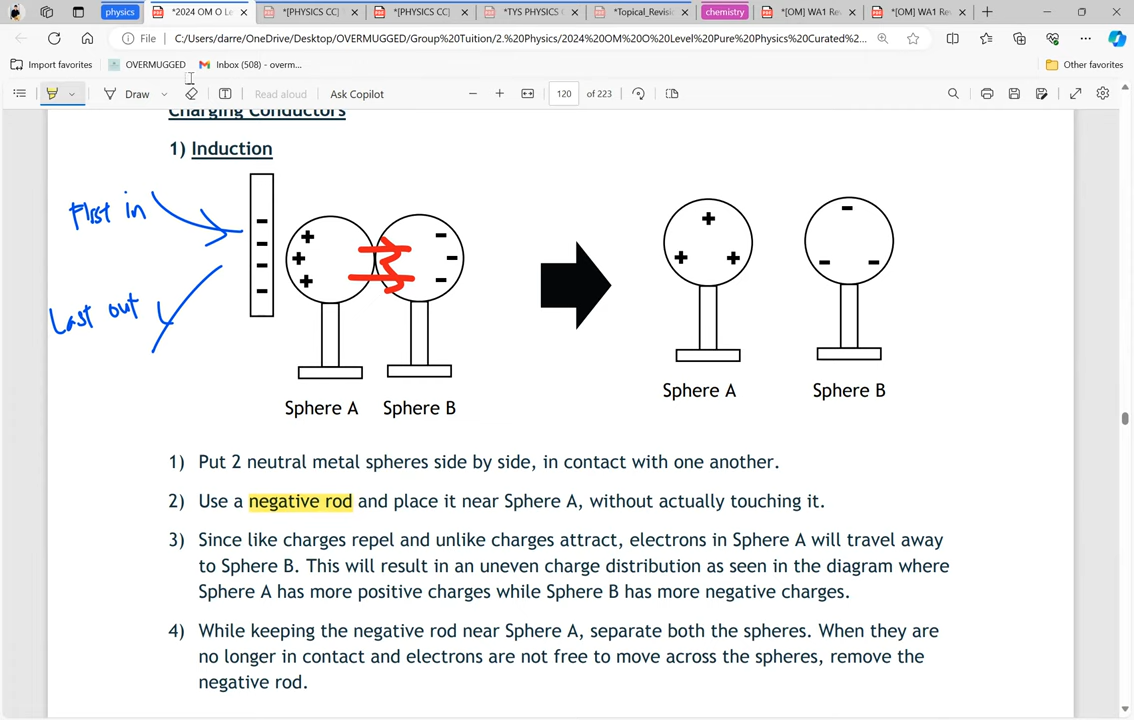 physics
*2024 OM O Le
*[PHYSICS CC]
*[PHYSICS CC]
*TYS PHYSICS
*Topical_Revisi
chemistry
*[OM] WA1 Re
*[OM] WA1 Re
File
C:/Users/darre/OneDrive/Desktop/OVERMUGGED/Group%20Tuition/2.%20Physics/2024%20OM%20O%20Level%20Pure%20Physics%20Curated%2...
Import favorites
OVERMUGGED
Inbox (508) – overm...
Other favorites
Draw
Read aloud
Ask Copilot
120 of 223
Charging Conductors
1) Induction
First in
Last out
Sphere A Sphere B
Sphere A Sphere B
1) Put 2 neutral metal spheres side by side, in contact with one another.
2) Use a negative rod and place it near Sphere A, without actually touching it.
3) Since like charges repel and unlike charges attract, electrons in Sphere A will travel away
to Sphere B. This will result in an uneven charge distribution as seen in the diagram where
Sphere A has more positive charges while Sphere B has more negative charges.
4) While keeping the negative rod near Sphere A, separate both the spheres. When they are
no longer in contact and electrons are not free to move across the spheres, remove the
negative rod.